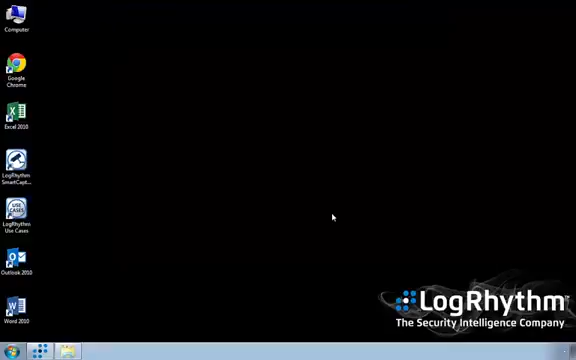 Computer
Google
Chrome
Excel 2010
LogRhythm
SmartCapt...
USE
CASES
LogRhythm
Use Cases
Outlook 2010
Word 2010
LogRhythm™
The Security Intelligence Company